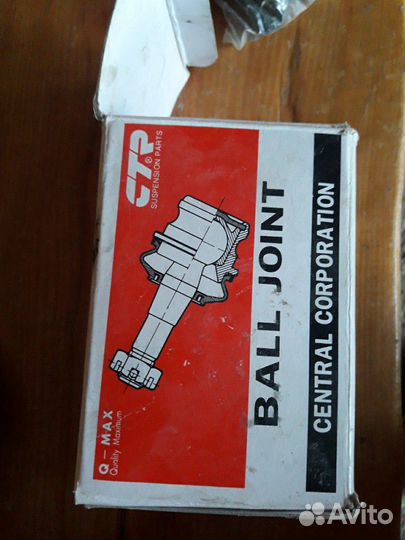 CTR®
SUSPENSION PARTS
BALL JOINT
CENTRAL CORPORATION
Q-MAX
Quality Maximum
Avito